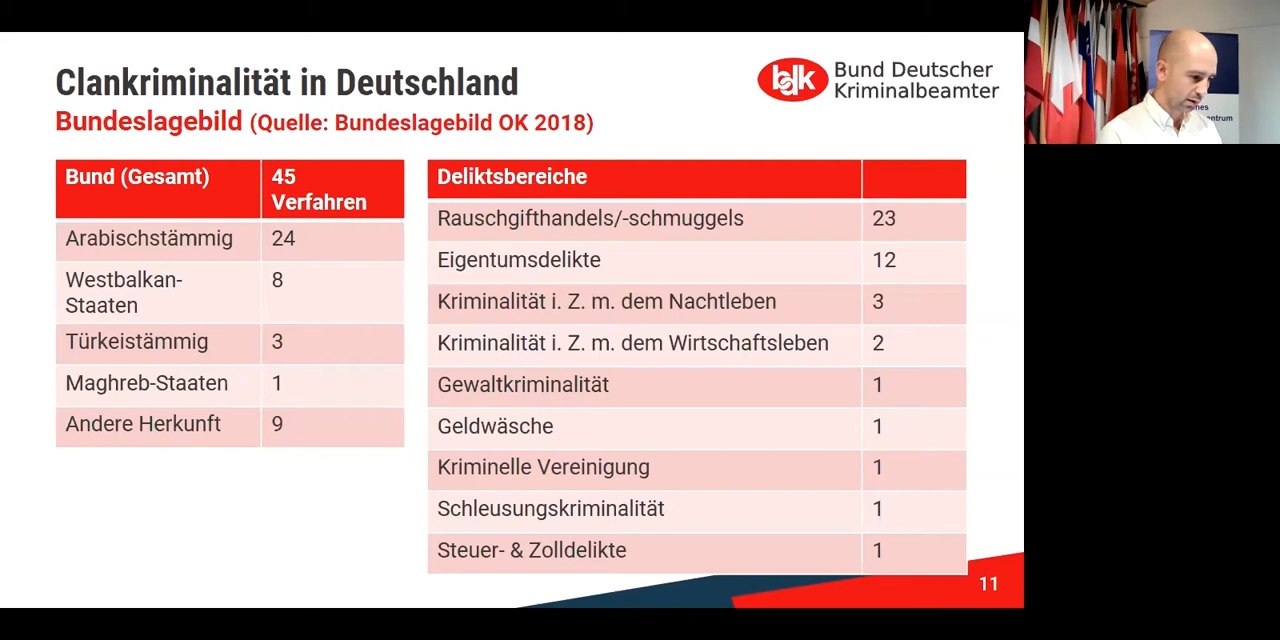 Clankriminalität in Deutschland
Bundeslagebild (Quelle: Bundeslagebild OK 2018)
bdk
Bund Deutscher
Kriminalbeamter
Bund (Gesamt) 45 Verfahren
Arabischstämmig 24
Westbalkan-
Staaten 8
Türkeistämmig 3
Maghreb-Staaten 1
Andere Herkunft 9
Deliktsbereiche
Rauschgifthandels/-schmuggels 23
Eigentumsdelikte 12
Kriminalität i. Z. m. dem Nachtleben 3
Kriminalität i. Z. m. dem Wirtschaftsleben 2
Gewaltkriminalität 1
Geldwäsche 1
Kriminelle Vereinigung 1
Schleusungskriminalität 1
Steuer- & Zolldelikte 1
11